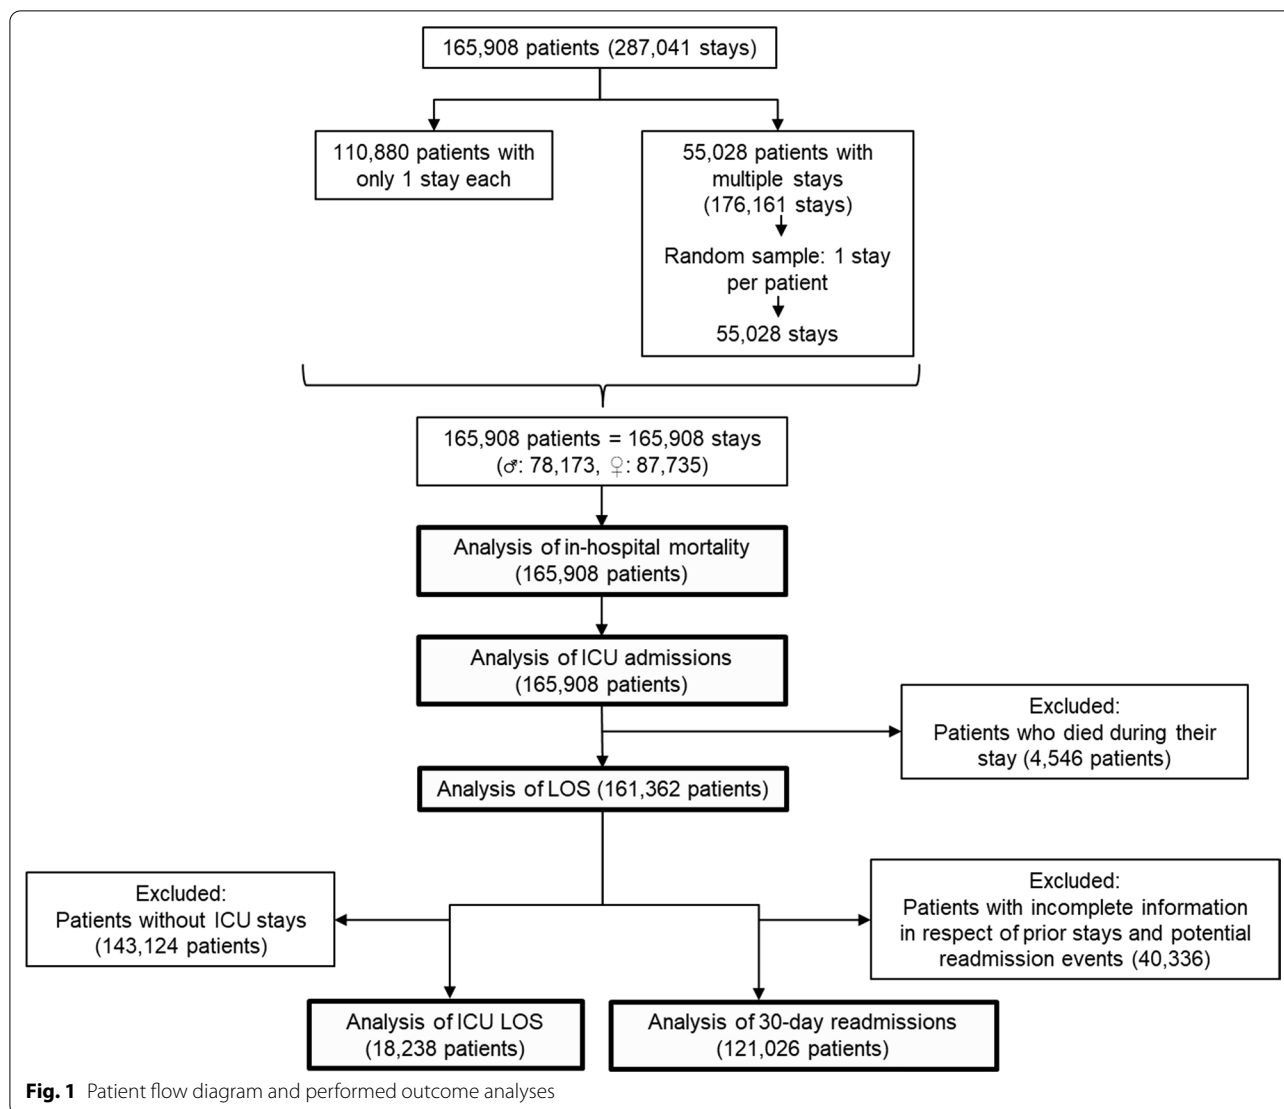 165,908 patients (287,041 stays)
110,880 patients with
only 1 stay each
55,028 patients with
multiple stays
(176,161 stays)
Random sample: 1 stay
per patient
55,028 stays
165,908 patients = 165,908 stays
(♂: 78,173, ♀: 87,735)
Analysis of in-hospital mortality
(165,908 patients)
Analysis of ICU admissions
(165,908 patients)
Excluded:
Patients who died during their
stay (4,546 patients)
Analysis of LOS (161,362 patients)
Excluded:
Patients without ICU stays
(143,124 patients)
Excluded:
Patients with incomplete information
in respect of prior stays and potential
readmission events (40,336)
Analysis of ICU LOS
(18,238 patients)
Analysis of 30-day readmissions
(121,026 patients)
Fig. 1 Patient flow diagram and performed outcome analyses